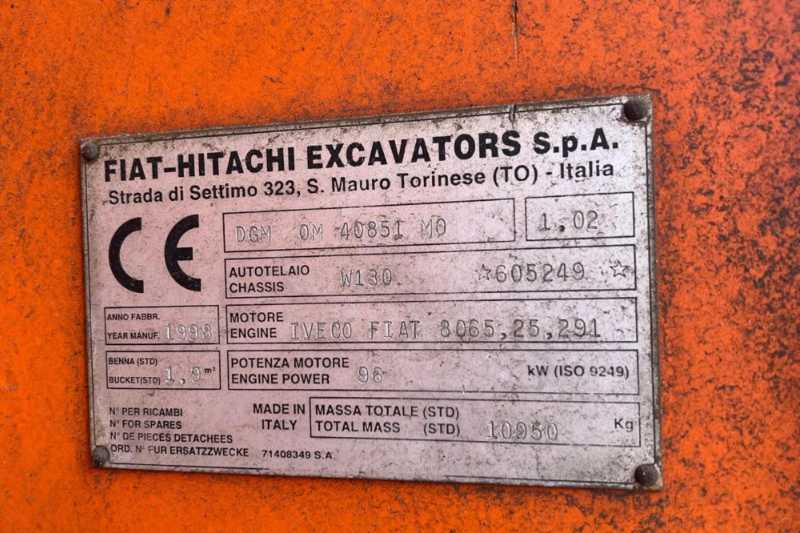 FIAT-HITACHI EXCAVATORS S.p.A.
Strada di Settimo 323, S. Mauro Torinese (TO) - Italia
CE
DGM OM 40851 MO 1.02
AUTOTELAIO
CHASSIS W130 ☆605249☆
ANNO FABBR.
YEAR MANUF. 1998
MOTORE
ENGINE IVECO FIAT 8065,25,291
BENNA (STD)
BUCKET(STD) 1,9 m³
POTENZA MOTORE
ENGINE POWER 96 kW (ISO 9249)
N° PER RICAMBI
N° FOR SPARES
N° DE PIECES DETACHEES
ORD. N° FUR ERSATZZWECKE 71408349 S.A.
MADE IN
ITALY
MASSA TOTALE (STD)
TOTAL MASS (STD) 10950 Kg